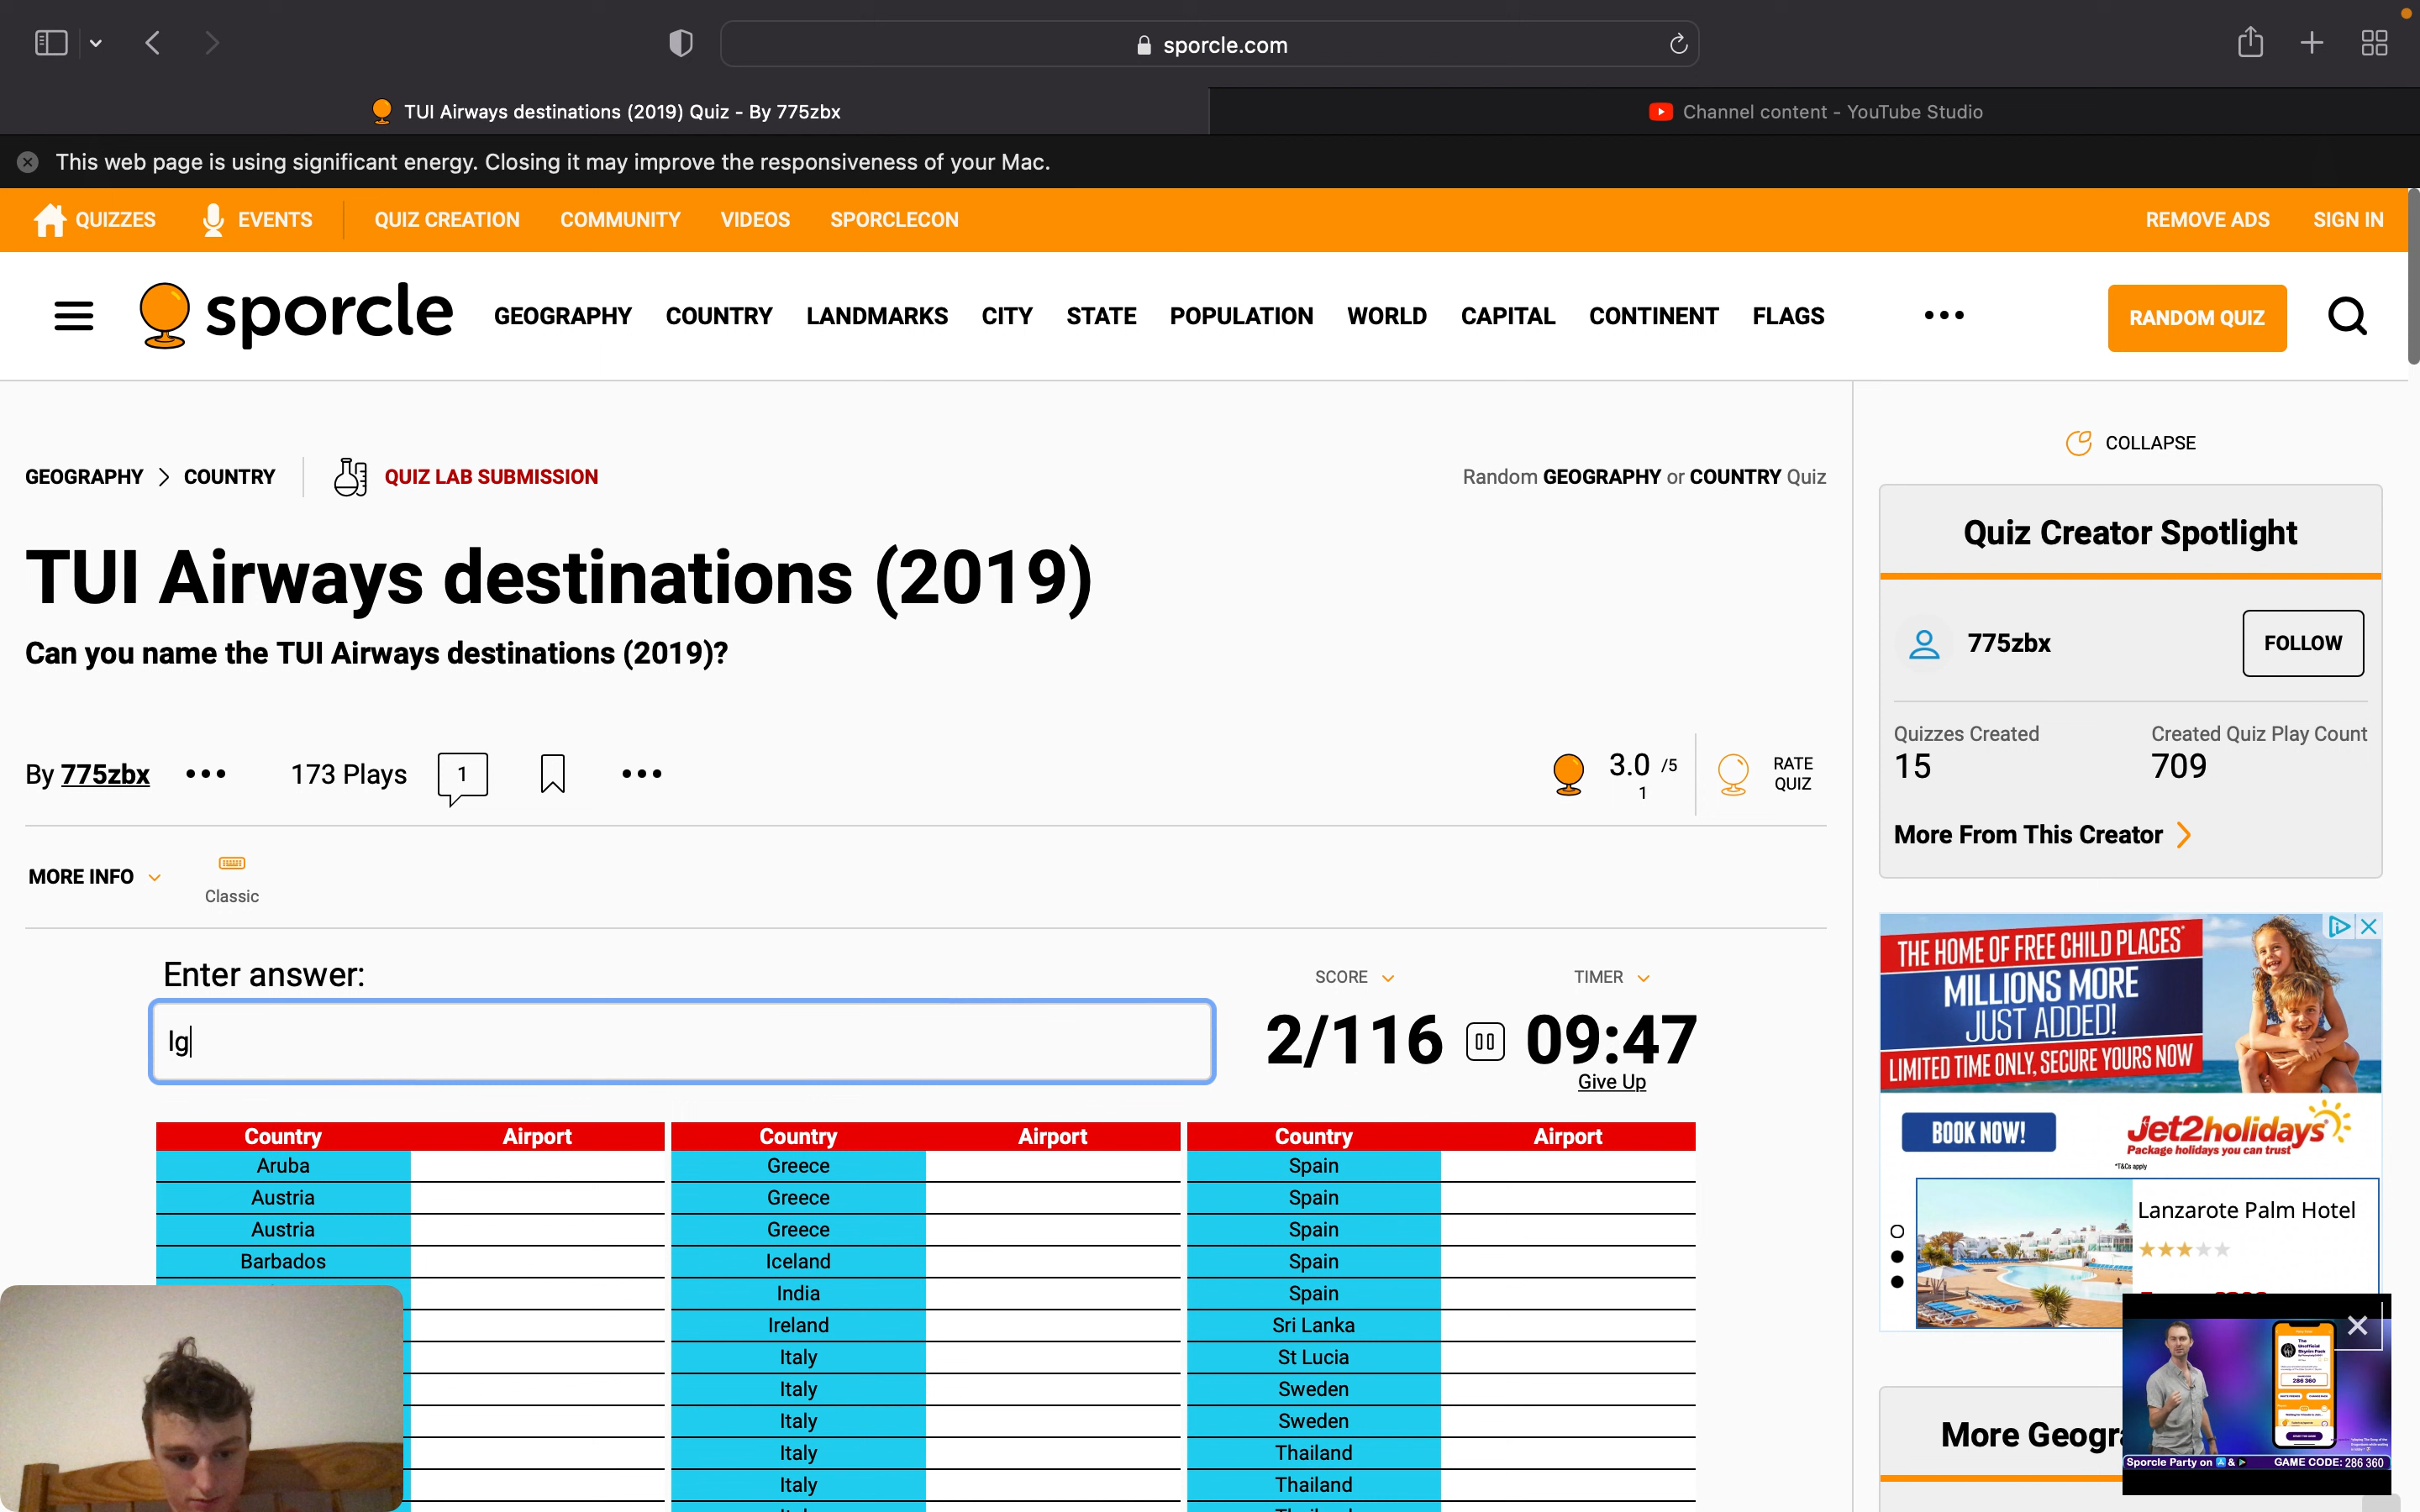 sporcle.com
TUI Airways destinations (2019) Quiz - By 775zbx
Channel content - YouTube Studio
This web page is using significant energy. Closing it may improve the responsiveness of your Mac.
QUIZZES EVENTS QUIZ CREATION COMMUNITY VIDEOS SPORCLECON REMOVE ADS SIGN IN
sporcle GEOGRAPHY COUNTRY LANDMARKS CITY STATE POPULATION WORLD CAPITAL CONTINENT FLAGS ••• RANDOM QUIZ
GEOGRAPHY > COUNTRY QUIZ LAB SUBMISSION Random GEOGRAPHY or COUNTRY Quiz
TUI Airways destinations (2019)
Can you name the TUI Airways destinations (2019)?
By 775zbx ••• 173 Plays 1 ••• 3.0 /5 1 RATE QUIZ
MORE INFO Classic
Enter answer:
SCORE TIMER
Ig
2/116 09:47
Give Up
Country Airport Country Airport Country Airport
Aruba Greece Spain
Austria Greece Spain
Austria Greece Spain
Barbados Iceland Spain
India Spain
Ireland Sri Lanka
Italy St Lucia
Italy Sweden
Italy Sweden
Italy Thailand
Italy Thailand
COLLAPSE
Quiz Creator Spotlight
775zbx FOLLOW
Quizzes Created Created Quiz Play Count
15 709
More From This Creator
THE HOME OF FREE CHILD PLACES*
MILLIONS MORE
JUST ADDED!
LIMITED TIME ONLY, SECURE YOURS NOW
BOOK NOW! Jet2holidays
Package holidays you can trust
*T&Cs apply
Lanzarote Palm Hotel
286 360
Sporcle Party on & GAME CODE: 286 360
More Geogra